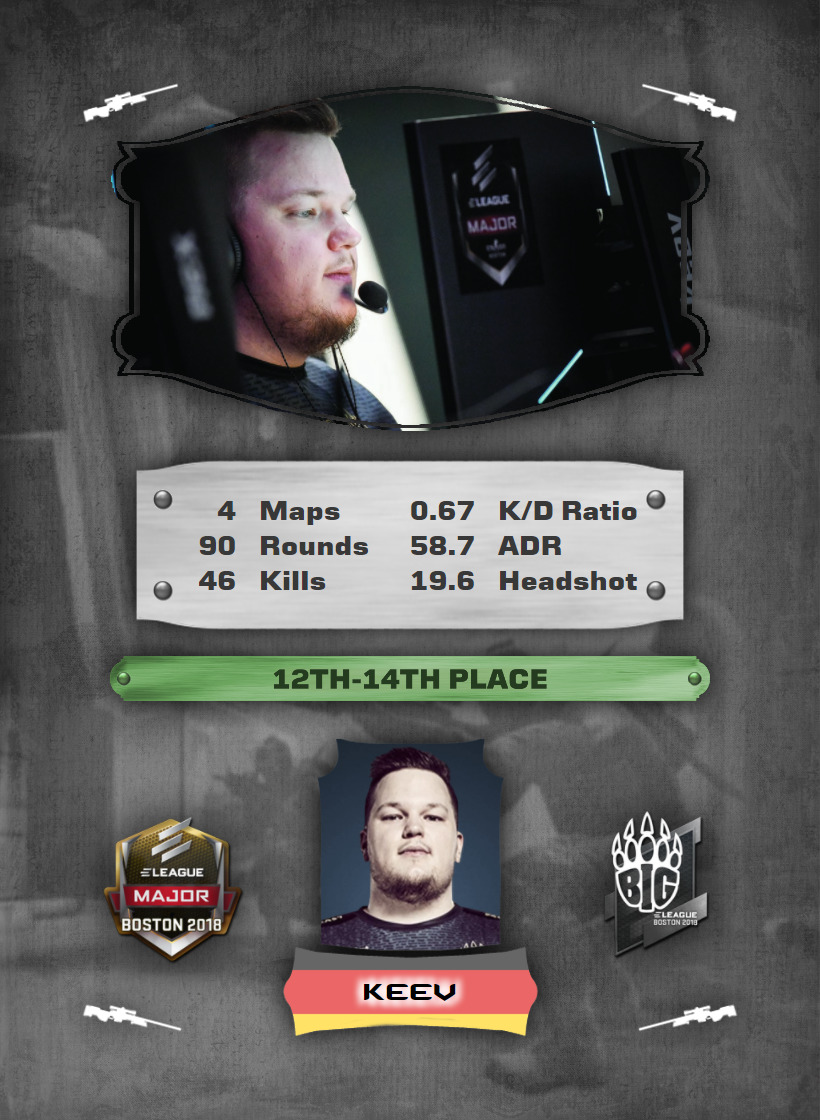 ELEAGUE
MAJOR
4 Maps 0.67 K/D Ratio
90 Rounds 58.7 ADR
46 Kills 19.6 Headshot
12TH-14TH PLACE
ELEAGUE
MAJOR
BOSTON 2018
BIG
ELEAGUE
BOSTON 2018
KEEV